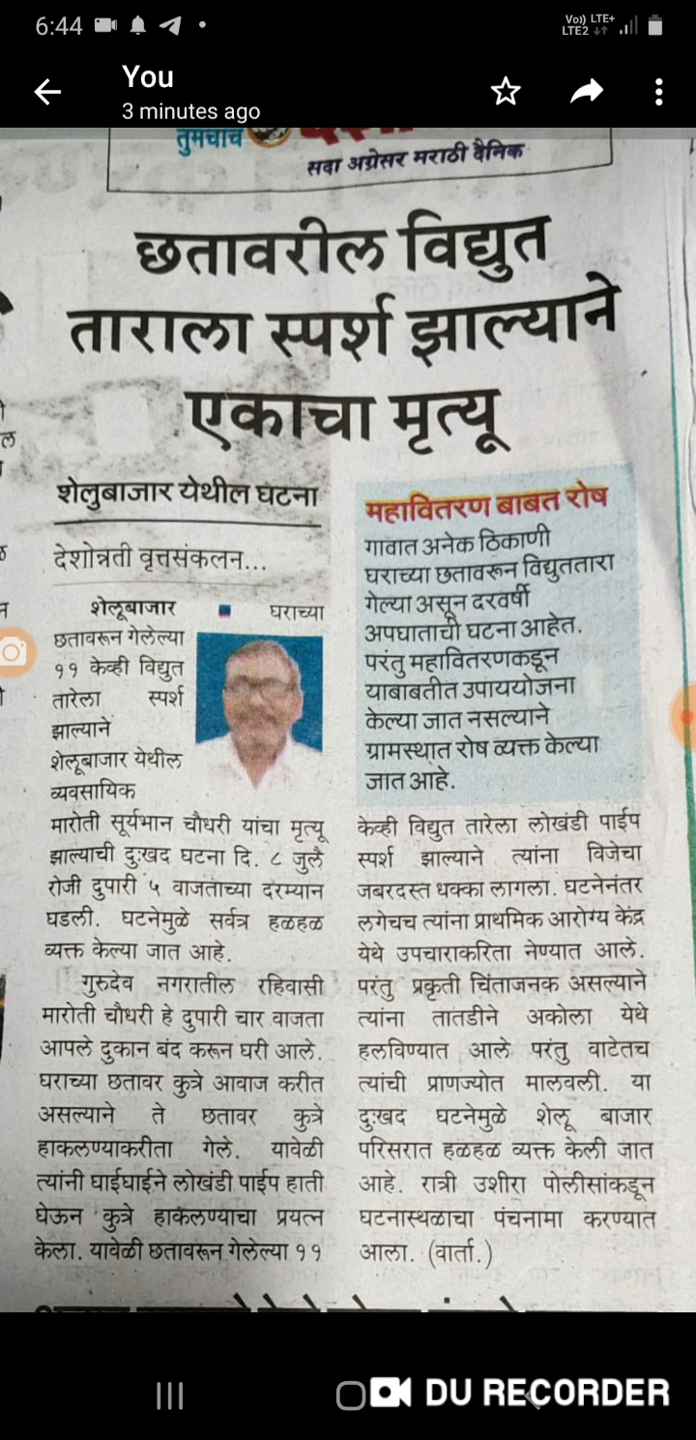 6:44
Vo)) LTE+
LTE2
You
3 minutes ago
तुमचाच
सदा अग्रेसर मराठी दैनिक
छतावरील विद्युत
ताराला स्पर्श झाल्याने
एकाचा मृत्यू
शेलुबाजार येथील घटना
देशोन्नती वृत्तसंकलन...
शेलूबाजार ▪ घराच्या
छतावरून गेलेल्या
११ केव्ही विद्युत
तारेला स्पर्श
झाल्याने
शेलूबाजार येथील
व्यवसायिक
मारोती सूर्यभान चौधरी यांचा मृत्यू
झाल्याची दुःखद घटना दि. ८ जुलै
रोजी दुपारी ५ वाजताच्या दरम्यान
घडली. घटनेमुळे सर्वत्र हळहळ
व्यक्त केल्या जात आहे.
गुरुदेव नगरातील रहिवासी
मारोती चौधरी हे दुपारी चार वाजता
आपले दुकान बंद करून घरी आले.
घराच्या छतावर कुत्रे आवाज करीत
असल्याने ते छतावर कुत्रे
हाकलण्याकरीता गेले. यावेळी
त्यांनी घाईघाईने लोखंडी पाईप हाती
घेऊन कुत्रे हाकलण्याचा प्रयत्न
केला. यावेळी छतावरून गेलेल्या ११
महावितरण बाबत रोष
गावात अनेक ठिकाणी
घराच्या छतावरून विद्युततारा
गेल्या असून दरवर्षी
अपघाताची घटना आहेत.
परंतु महावितरणकडून
याबाबतीत उपाययोजना
केल्या जात नसल्याने
ग्रामस्थात रोष व्यक्त केल्या
जात आहे.
केव्ही विद्युत तारेला लोखंडी पाईप
स्पर्श झाल्याने त्यांना विजेचा
जबरदस्त धक्का लागला. घटनेनंतर
लगेचच त्यांना प्राथमिक आरोग्य केंद्र
येथे उपचाराकरिता नेण्यात आले.
परंतु प्रकृती चिंताजनक असल्याने
त्यांना तातडीने अकोला येथे
हलविण्यात आले परंतु वाटेतच
त्यांची प्राणज्योत मालवली. या
दुःखद घटनेमुळे शेलू बाजार
परिसरात हळहळ व्यक्त केली जात
आहे. रात्री उशीरा पोलीसांकडून
घटनास्थळाचा पंचनामा करण्यात
आला. (वार्ता.)
DU RECORDER